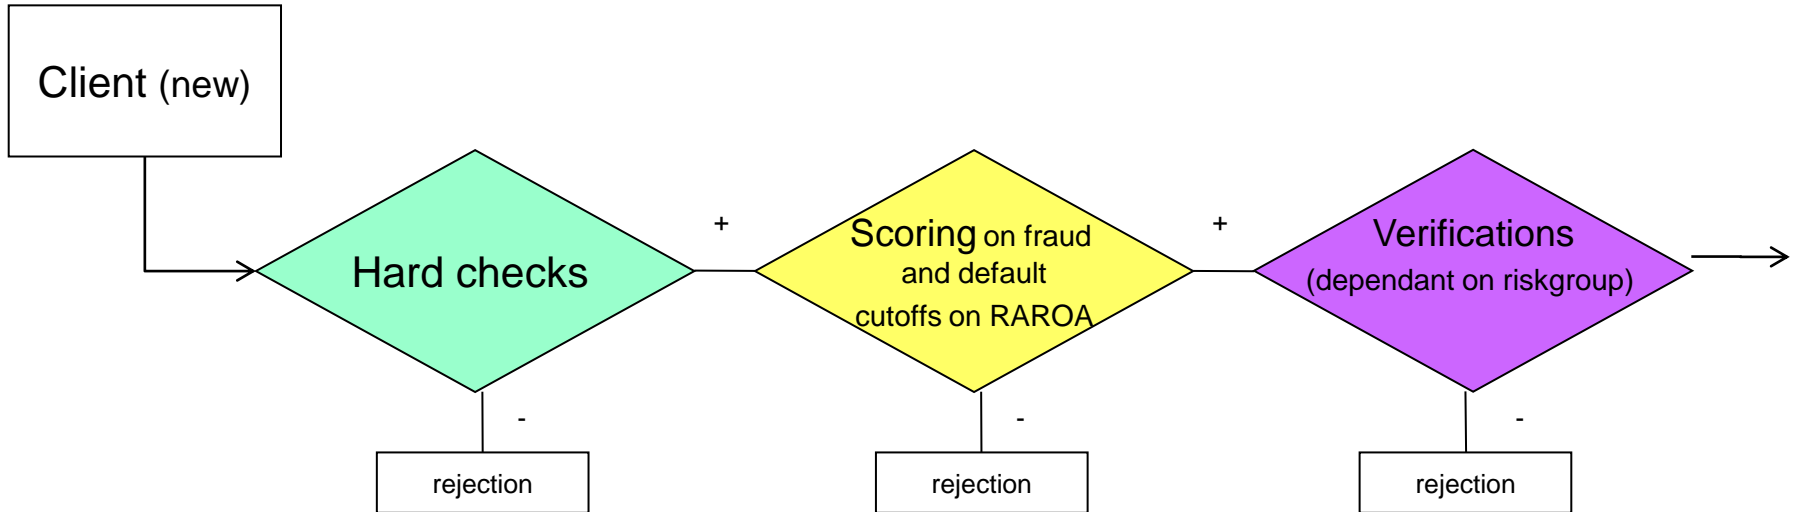 Client (new)
Hard checks
+
Scoring on fraud
and default
cutoffs on RAROA
+
Verifications
(dependant on riskgroup)
-
rejection
-
rejection
-
rejection